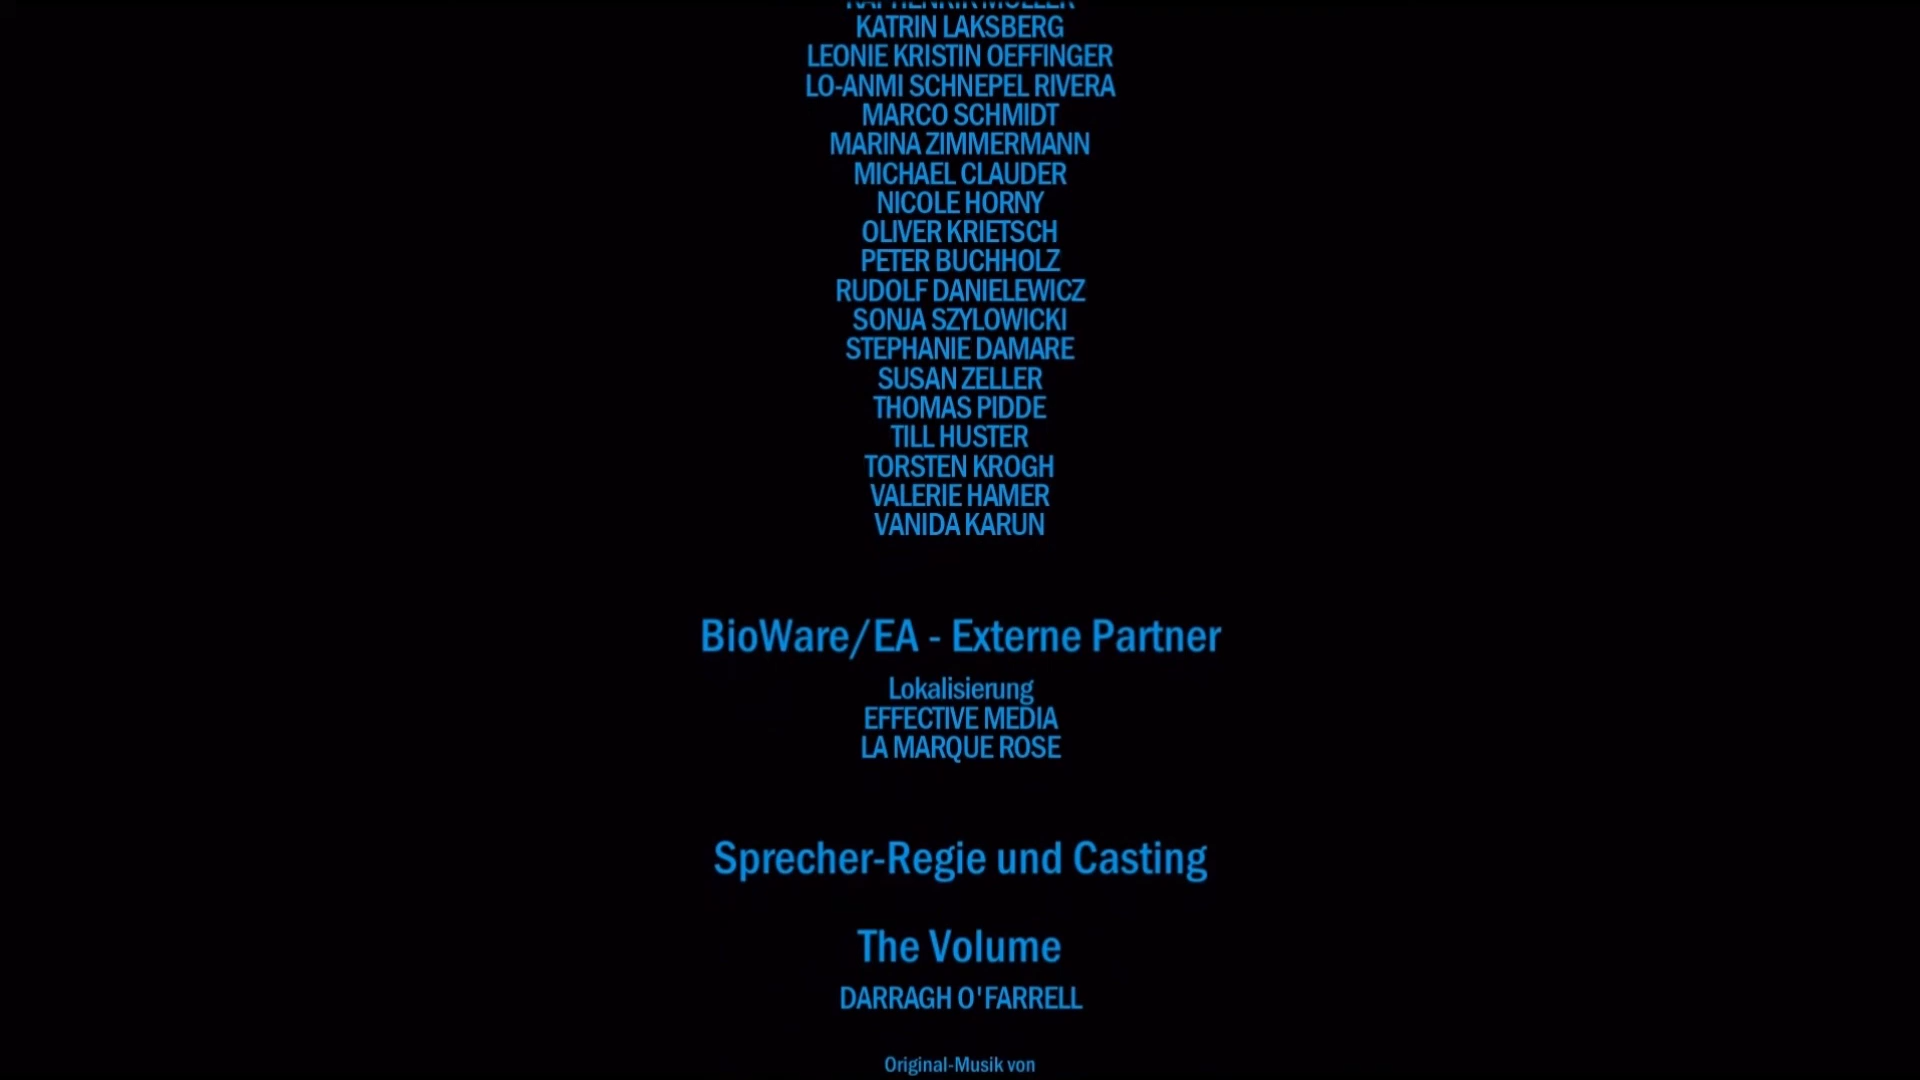 KATRIN LAKSBERG
LEONIE KRISTIN OEFFINGER
LO-ANMI SCHNEPEL RIVERA
MARCO SCHMIDT
MARINA ZIMMERMANN
MICHAEL CLAUDER
NICOLE HORNY
OLIVER KRIETSCH
PETER BUCHHOLZ
RUDOLF DANIELEWICZ
SONJA SZYLOWICKI
STEPHANIE DAMARE
SUSAN ZELLER
THOMAS PIDDE
TILL HUSTER
TORSTEN KROGH
VALERIE HAMER
VANIDA KARUN
BioWare/EA - Externe Partner
Lokalisierung
EFFECTIVE MEDIA
LA MARQUE ROSE
Sprecher-Regie und Casting
The Volume
DARRAGH O'FARRELL
Original-Musik von